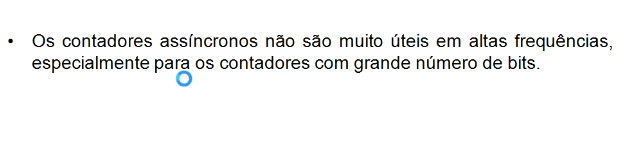 • Os contadores assíncronos não são muito úteis em altas frequências,
especialmente para os contadores com grande número de bits.